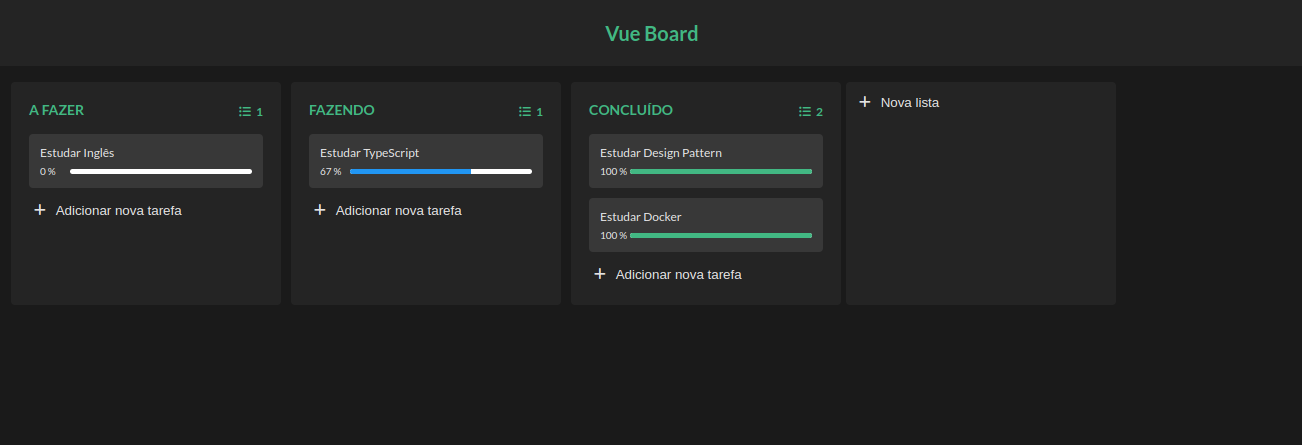 Vue Board
A FAZER 1
Estudar Inglês
0 %
+ Adicionar nova tarefa
FAZENDO 1
Estudar TypeScript
67 %
+ Adicionar nova tarefa
CONCLUÍDO 2
Estudar Design Pattern
100 %
Estudar Docker
100 %
+ Adicionar nova tarefa
+ Nova lista